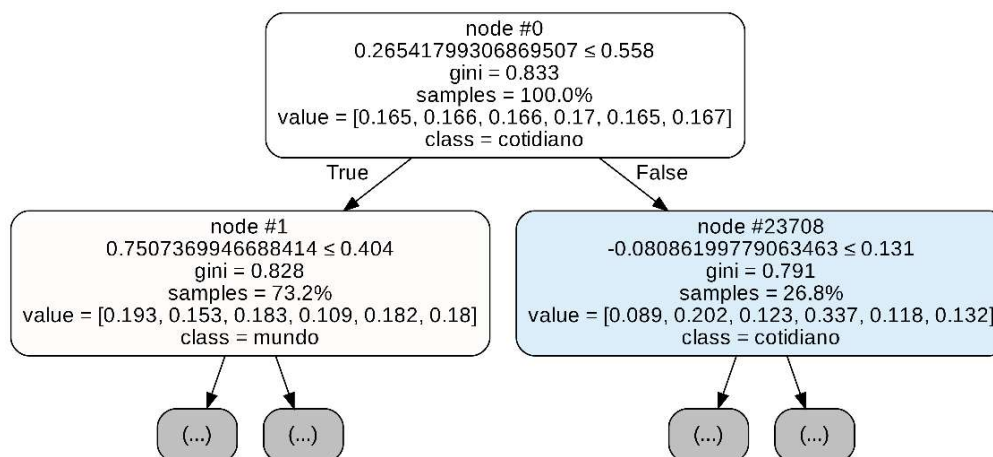 node #0
0.26541799306869507 ≤ 0.558
gini = 0.833
samples = 100.0%
value = [0.165, 0.166, 0.166, 0.17, 0.165, 0.167]
class = cotidiano
True
False
node #1
0.7507369946688414 ≤ 0.404
gini = 0.828
samples = 73.2%
value = [0.193, 0.153, 0.183, 0.109, 0.182, 0.18]
class = mundo
node #23708
-0.08086199779063463 ≤ 0.131
gini = 0.791
samples = 26.8%
value = [0.089, 0.202, 0.123, 0.337, 0.118, 0.132]
class = cotidiano
(...)
(...)
(...)
(...)